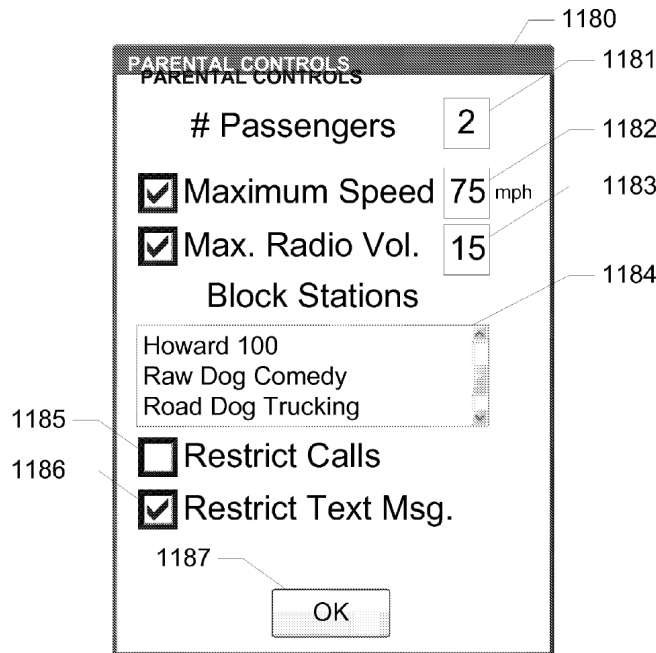 1180
PARENTAL CONTROLS
PARENTAL CONTROLS
1181
# Passengers 2
1182
Maximum Speed 75 mph
1183
Max. Radio Vol. 15
Block Stations
1184
Howard 100
Raw Dog Comedy
Road Dog Trucking
1185
Restrict Calls
1186
Restrict Text Msg.
1187
OK